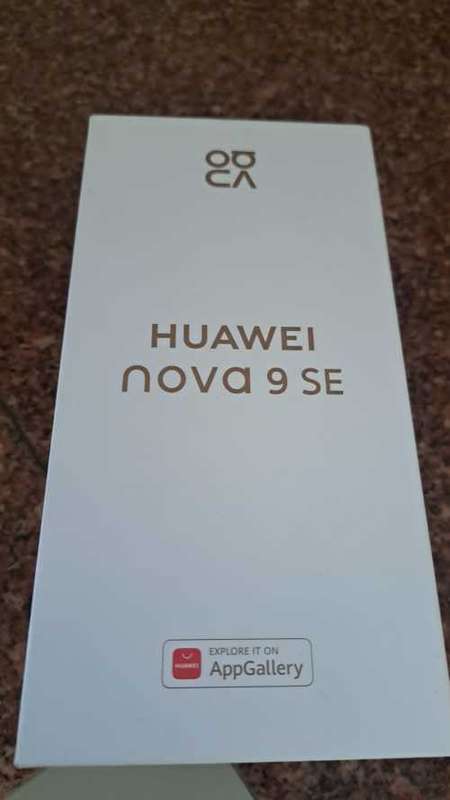 HUAWEI
nova 9 SE
EXPLORE IT ON
HUAWEI
AppGallery